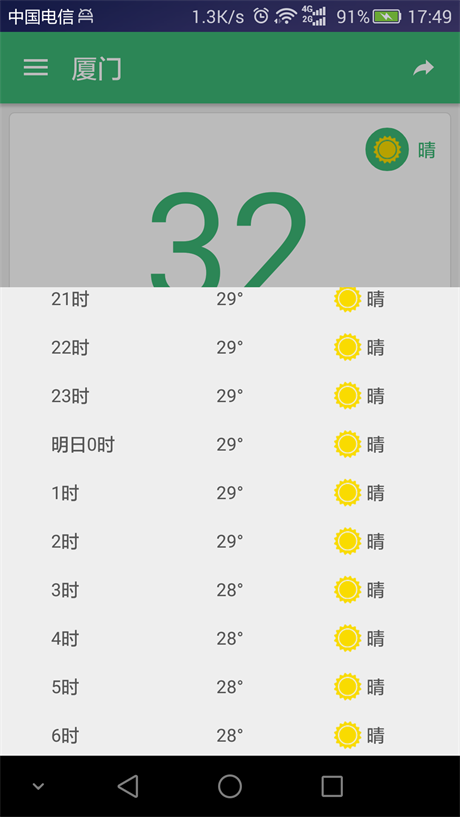 中国电信 1.3K/s 4G 2G 91% 17:49
厦门
晴
32
21时 29° 晴
22时 29° 晴
23时 29° 晴
明日0时 29° 晴
1时 29° 晴
2时 29° 晴
3时 28° 晴
4时 28° 晴
5时 28° 晴
6时 28° 晴